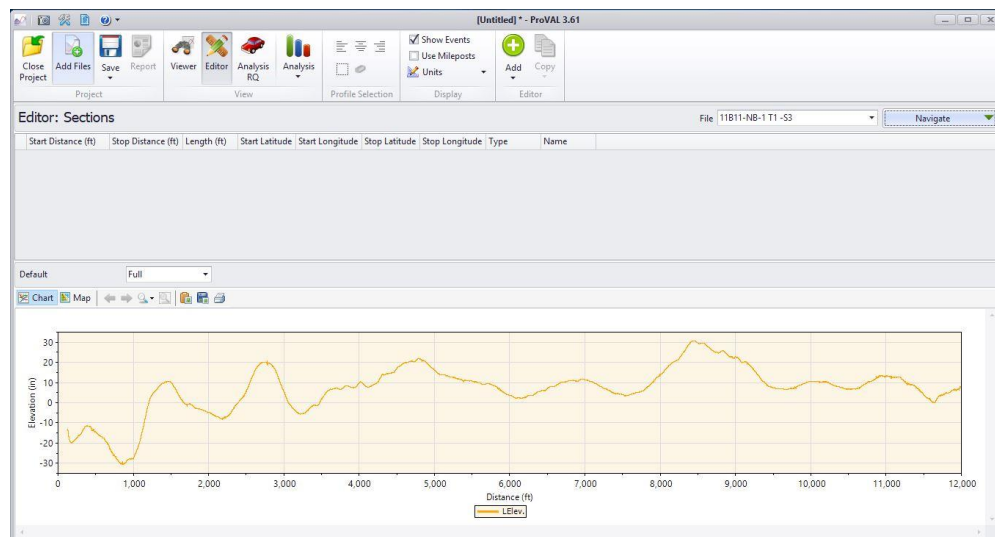 [Untitled] * - ProVAL 3.61
Close Project
Add Files
Save
Report
Viewer
Editor
Analysis RQ
Analysis
Show Events
Use Mileposts
Units
Add
Copy
Project
View
Profile Selection
Display
Editor
Editor: Sections
File 11B11-NB-1 T1 -S3
Navigate
Start Distance (ft) Stop Distance (ft) Length (ft) Start Latitude Start Longitude Stop Latitude Stop Longitude Type Name
Default Full
Chart Map
30
20
10
0
-10
-20
-30
Elevation (in)
0 1,000 2,000 3,000 4,000 5,000 6,000 7,000 8,000 9,000 10,000 11,000 12,000
Distance (ft)
LElev.